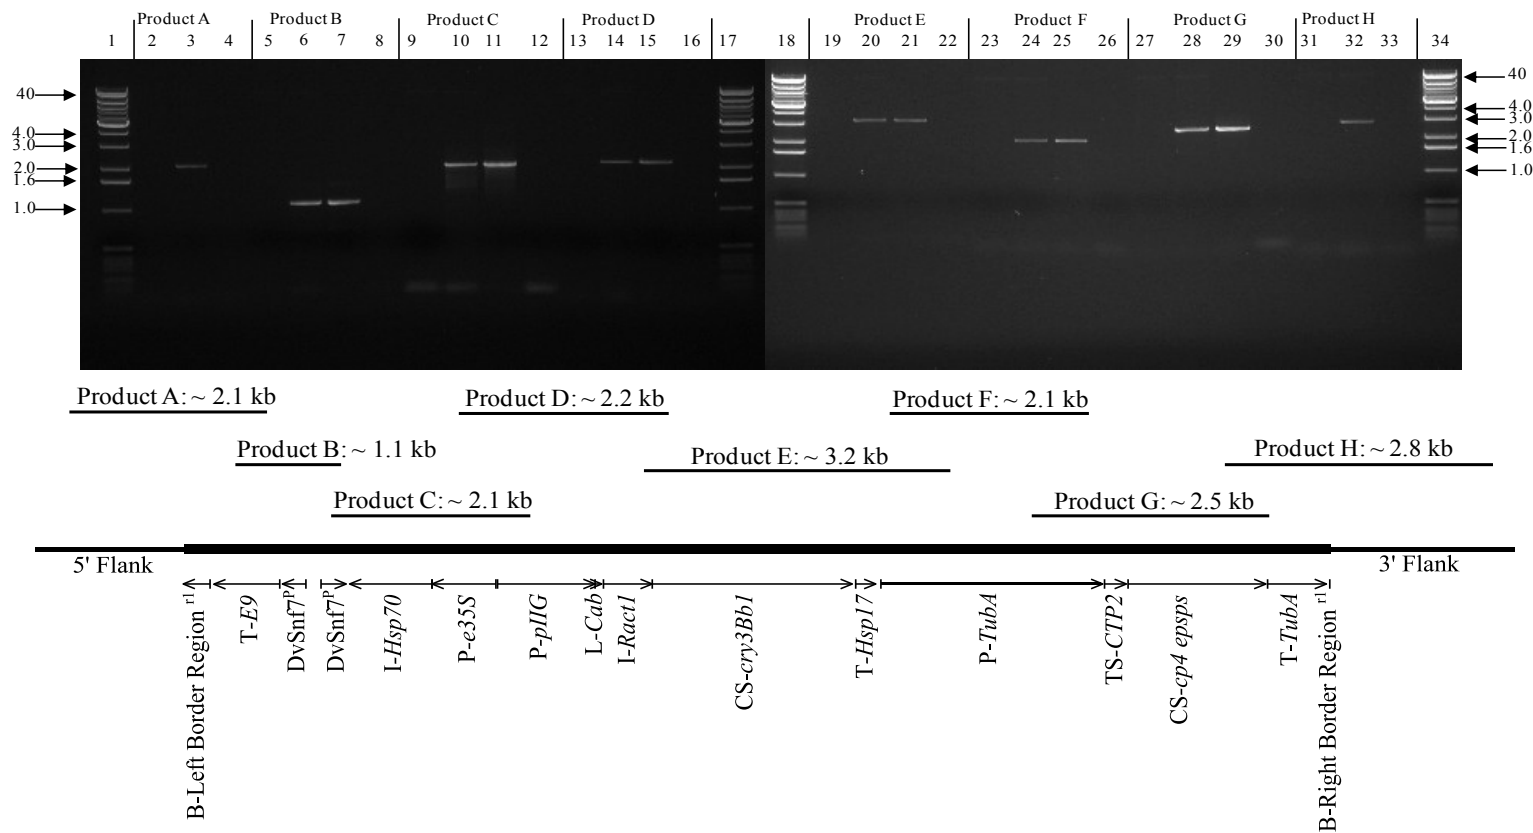 Product A Product B Product C Product D Product E Product F Product G Product H
1 2 3 4 5 6 7 8 9 10 11 12 13 14 15 16 17 18 19 20 21 22 23 24 25 26 27 28 29 30 31 32 33 34
40
4.0
3.0
2.0
1.6
1.0
40
4.0
3.0
2.0
1.6
1.0
Product A: ~ 2.1 kb
Product D: ~ 2.2 kb
Product F: ~ 2.1 kb
Product B: ~ 1.1 kb
Product E: ~ 3.2 kb
Product H: ~ 2.8 kb
Product C: ~ 2.1 kb
Product G: ~ 2.5 kb
5' Flank
3' Flank
B-Left Border Region r1
T-E9
DvSnf7P
DvSnf7P
I-Hsp70
P-e35S
P-pIIG
L-Cab
I-Ract1
CS-cry3Bb1
T-Hsp17
P-TubA
TS-CTP2
CS-cp4 epsps
T-TubA
B-Right Border Region r1